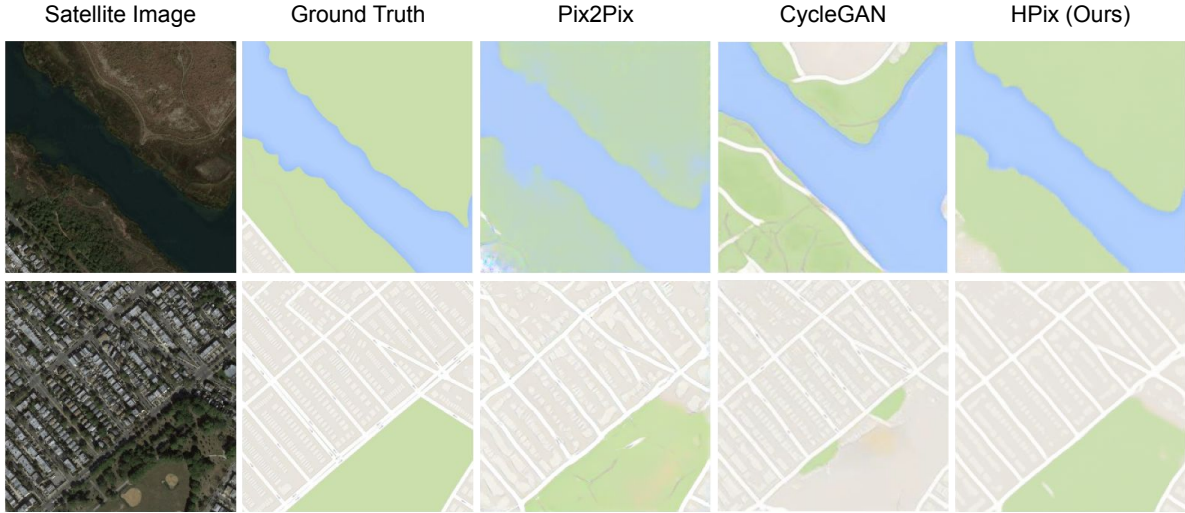 Satellite Image
Ground Truth
Pix2Pix
CycleGAN
HPix (Ours)